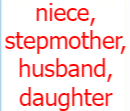 niece,
stepmother,
husband,
daughter